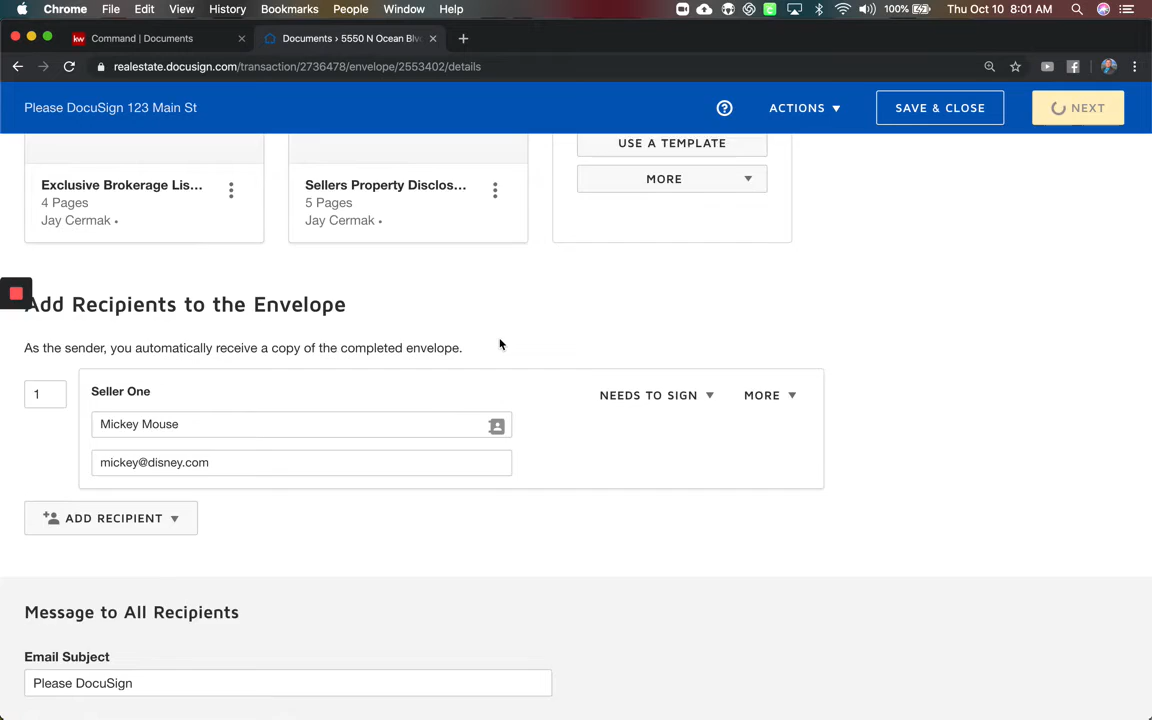 Chrome File Edit View History Bookmarks People Window Help 100% Thu Oct 10 8:01 AM
Command | Documents Documents › 5550 N Ocean Blv
realestate.docusign.com/transaction/2736478/envelope/2553402/details
Please DocuSign 123 Main St ACTIONS SAVE & CLOSE NEXT
USE A TEMPLATE
MORE
Exclusive Brokerage Lis...
4 Pages
Jay Cermak •
Sellers Property Disclos...
5 Pages
Jay Cermak •
Add Recipients to the Envelope
As the sender, you automatically receive a copy of the completed envelope.
1
Seller One
NEEDS TO SIGN MORE
Mickey Mouse
mickey@disney.com
ADD RECIPIENT
Message to All Recipients
Email Subject
Please DocuSign